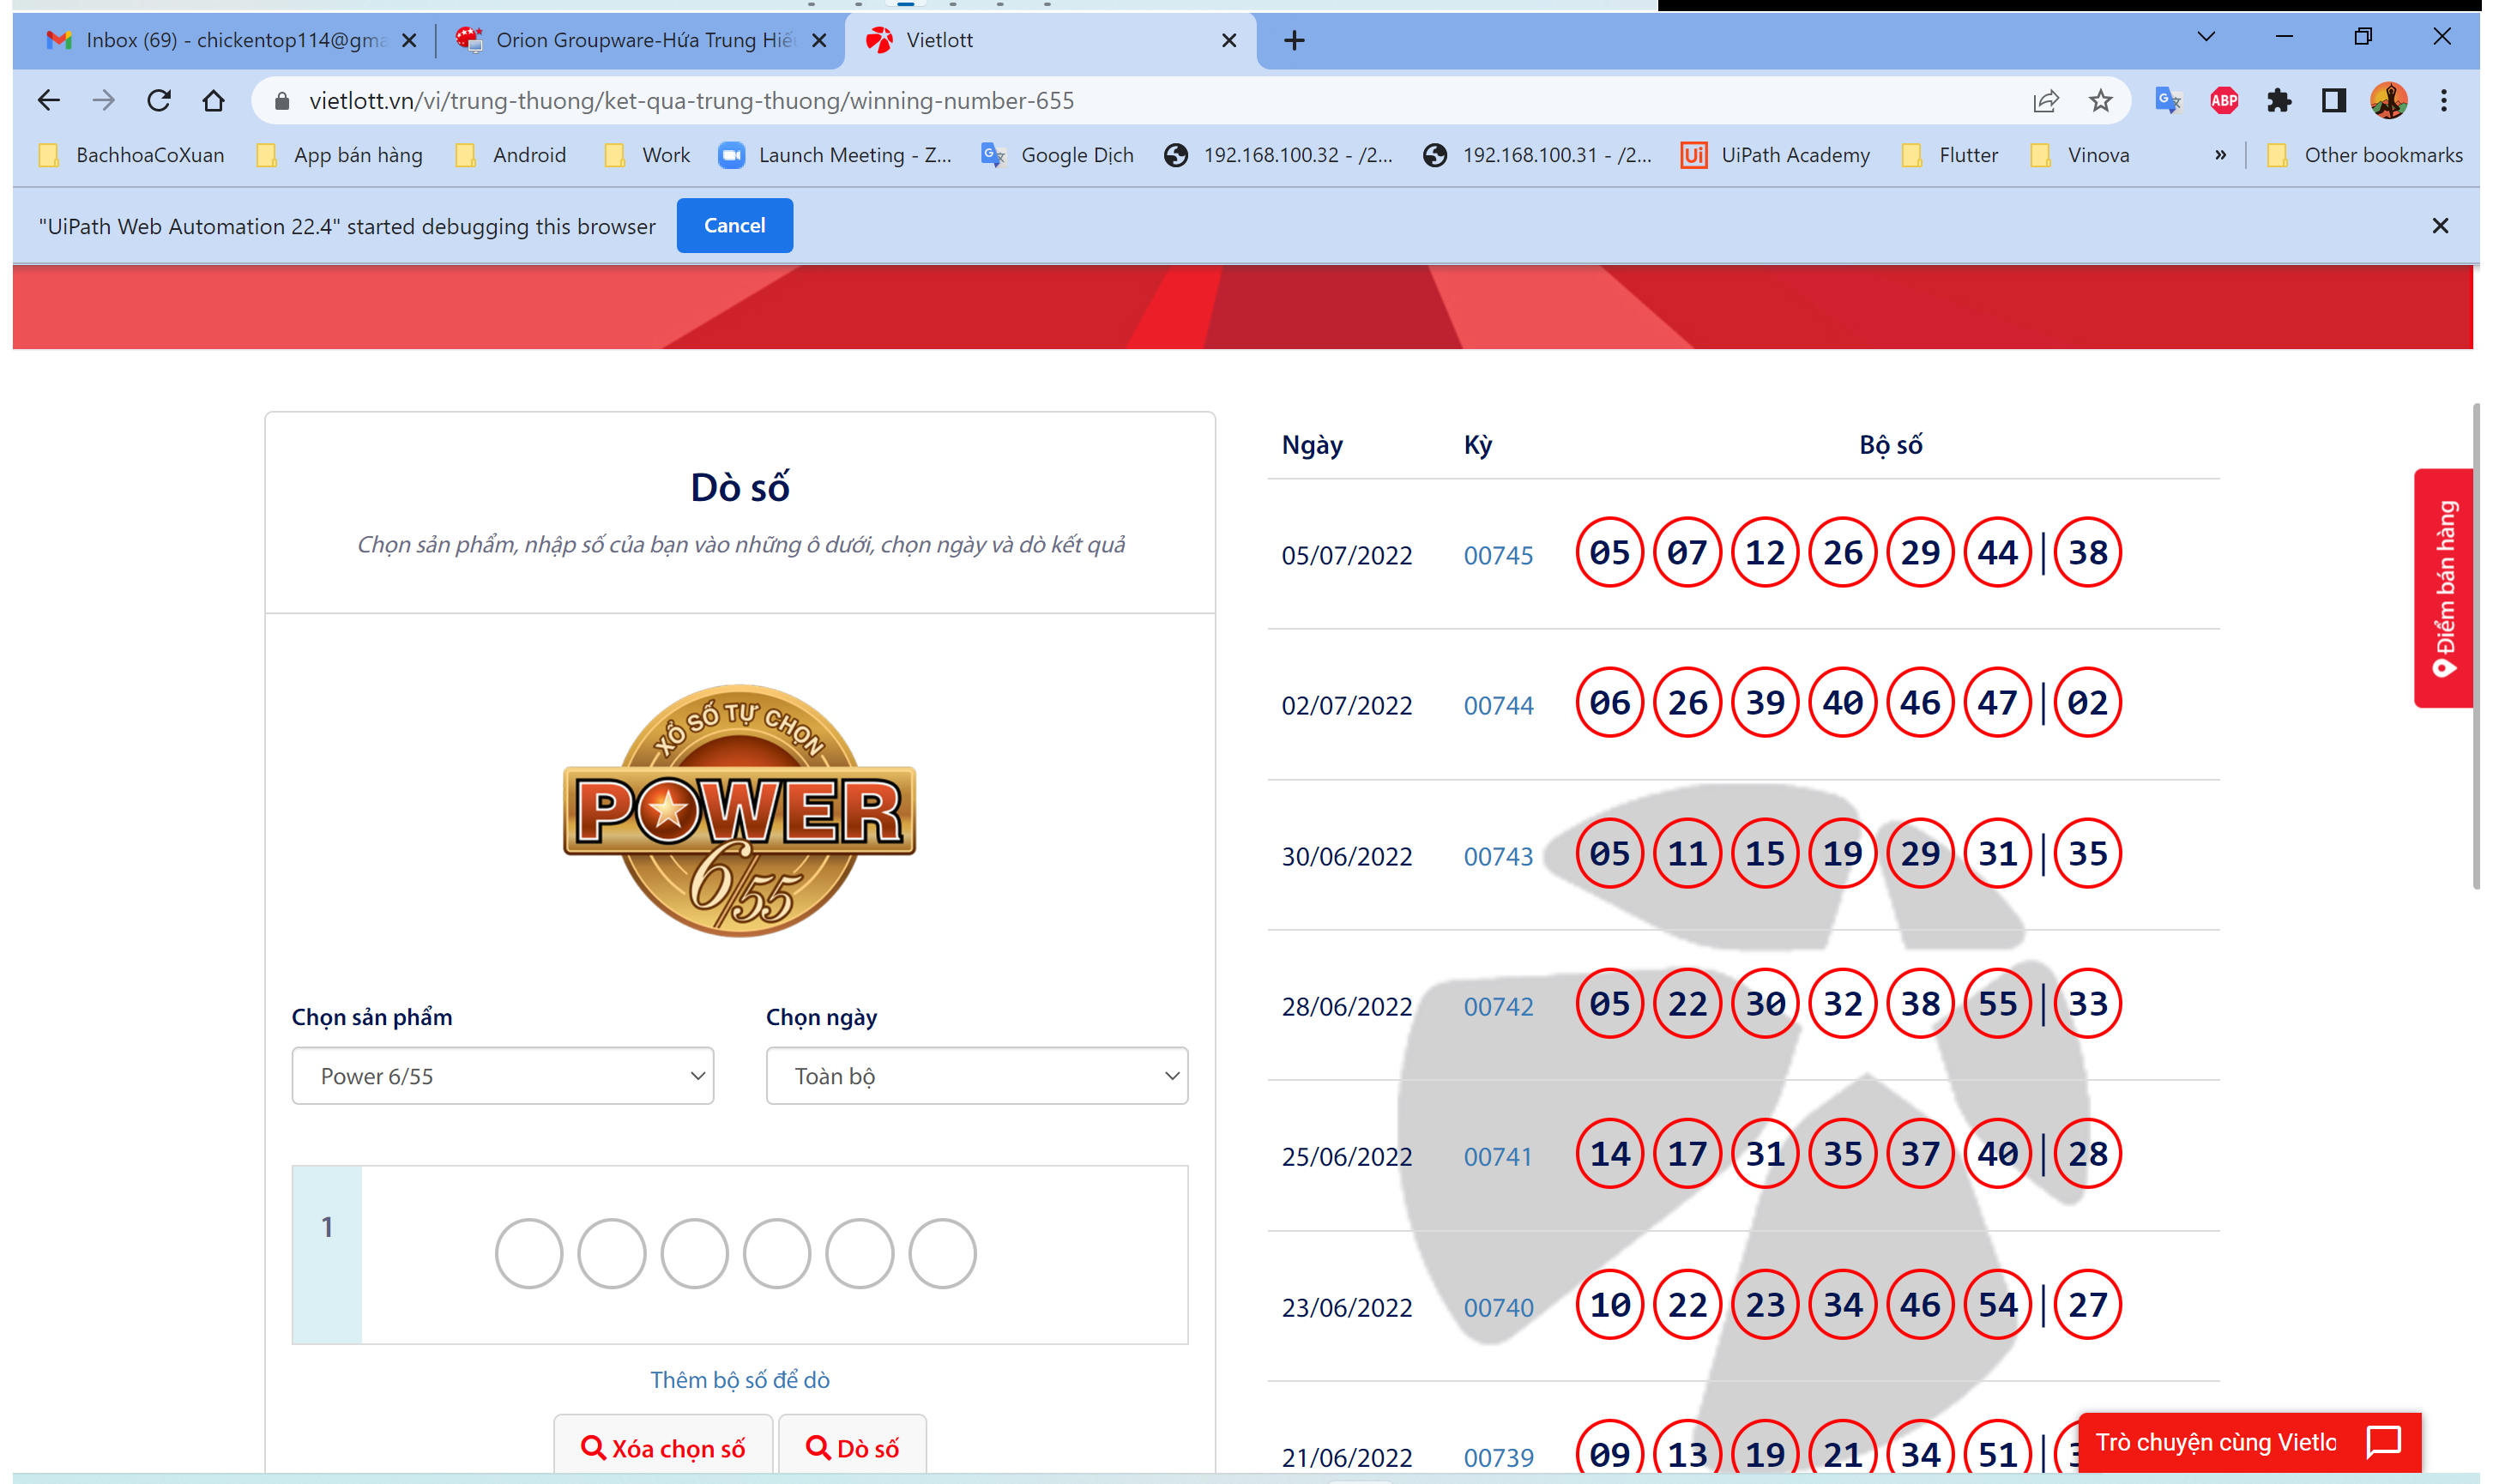 Inbox (69) - chickentop114@gma
Orion Groupware-Hứa Trung Hiế
Vietlott
vietlott.vn/vi/trung-thuong/ket-qua-trung-thuong/winning-number-655
ABP
BachhoaCoXuan
App bán hàng
Android
Work
Launch Meeting - Z...
Google Dịch
192.168.100.32 - /2...
192.168.100.31 - /2...
Ui
UiPath Academy
Flutter
Vinova
»
Other bookmarks
"UiPath Web Automation 22.4" started debugging this browser
Cancel
Dò số
Chọn sản phẩm, nhập số của bạn vào những ô dưới, chọn ngày và dò kết quả
XỔ SỐ TỰ CHỌN
POWER
6/55
Chọn sản phẩm
Chọn ngày
Power 6/55
Toàn bộ
1
Thêm bộ số để dò
Xóa chọn số
Dò số
Ngày Kỳ Bộ số
05/07/2022 00745 05 07 12 26 29 44 | 38
02/07/2022 00744 06 26 39 40 46 47 | 02
30/06/2022 00743 05 11 15 19 29 31 | 35
28/06/2022 00742 05 22 30 32 38 55 | 33
25/06/2022 00741 14 17 31 35 37 40 | 28
23/06/2022 00740 10 22 23 34 46 54 | 27
21/06/2022 00739 09 13 19 21 34 51 |
Điểm bán hàng
Trò chuyện cùng Vietlo